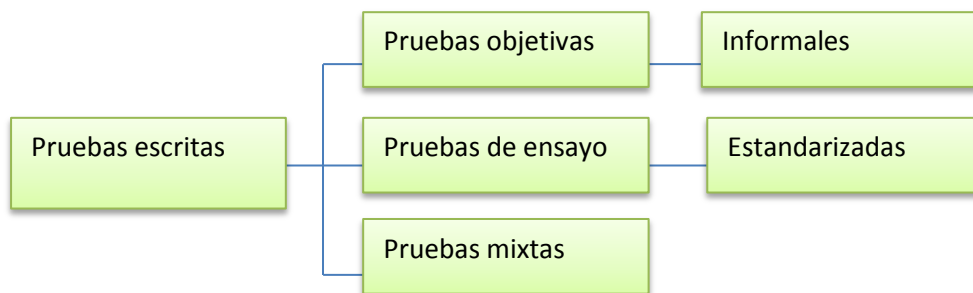 Pruebas objetivas
Informales
Pruebas escritas
Pruebas de ensayo
Estandarizadas
Pruebas mixtas